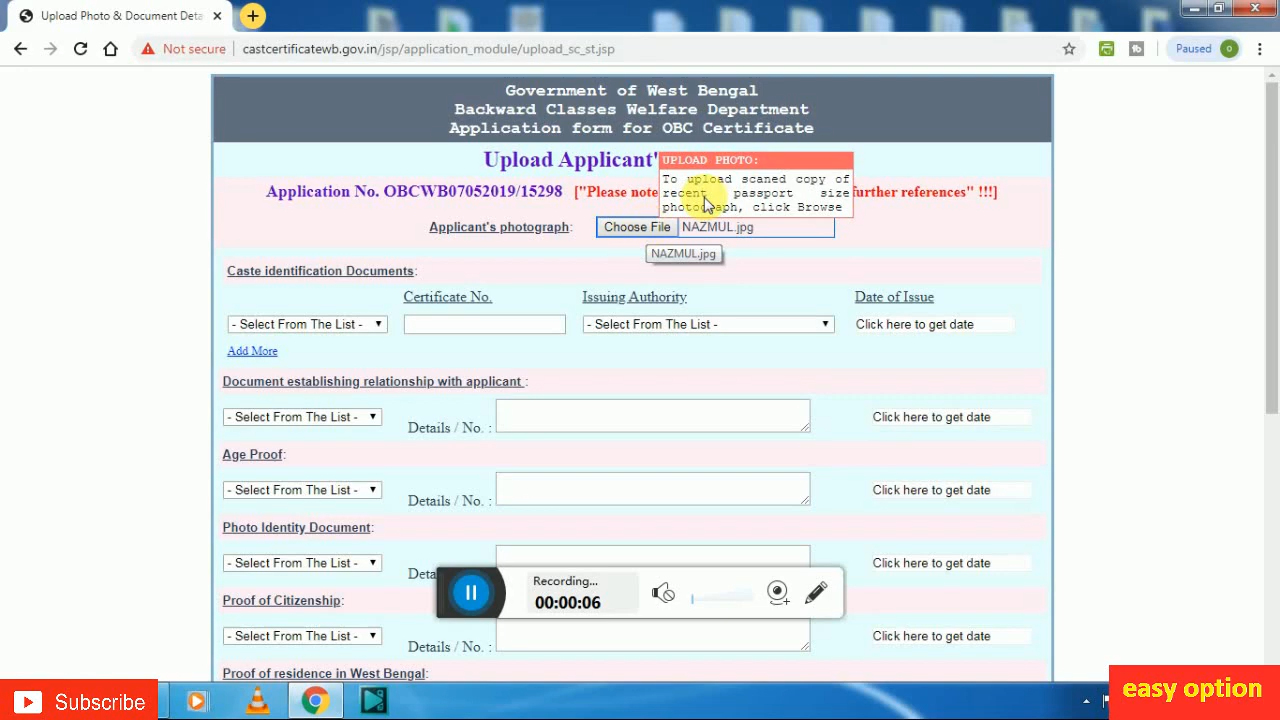 Upload Photo & Document Deta
Not secure
castcertificatewb.gov.in/jsp/application_module/upload_sc_st.jsp
Paused
0
Government of West Bengal
Backward Classes Welfare Department
Application form for OBC Certificate
Upload Applicant'
UPLOAD PHOTO:
To upload scaned copy of
recent passport size
photograph, click Browse
Application No. OBCWB07052019/15298 ["Please note further references" !!!]
Applicant's photograph: Choose File NAZMUL.jpg
NAZMUL.jpg
Caste identification Documents:
Certificate No. Issuing Authority Date of Issue
- Select From The List - - Select From The List - Click here to get date
Add More
Document establishing relationship with applicant :
- Select From The List - Details / No. : Click here to get date
Age Proof:
- Select From The List - Details / No. : Click here to get date
Photo Identity Document:
- Select From The List - Deta Click here to get date
Recording...
00:00:06
Proof of Citizenship:
- Select From The List - Details / No. : Click here to get date
Proof of residence in West Bengal:
Subscribe
easy option